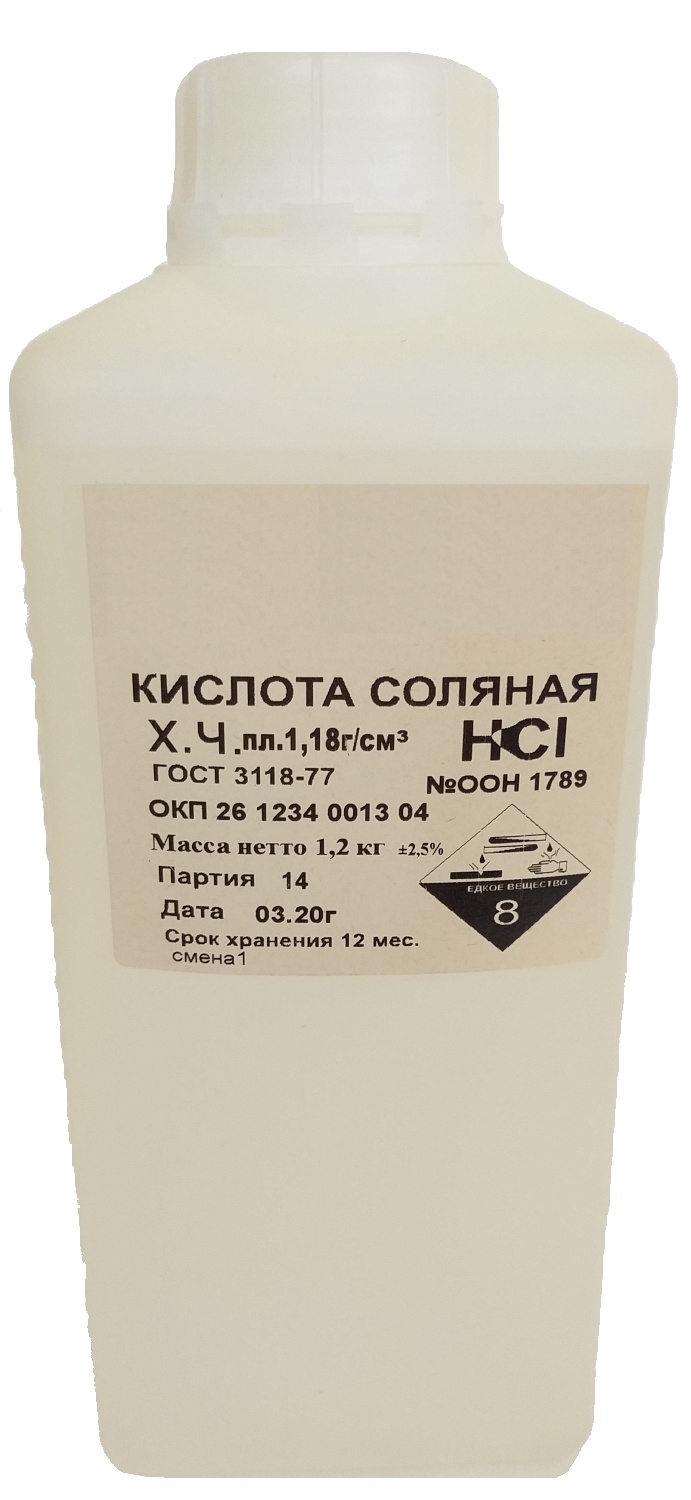 КИСЛОТА СОЛЯНАЯ
Х.Ч.пл.1,18г/см³ HCl
ГОСТ 3118-77 №ООН 1789
ОКП 26 1234 0013 04
Масса нетто 1,2 кг ±2,5%
Партия 14
ЕДКОЕ ВЕЩЕСТВО
8
Дата 03.20г
Срок хранения 12 мес.
смена1